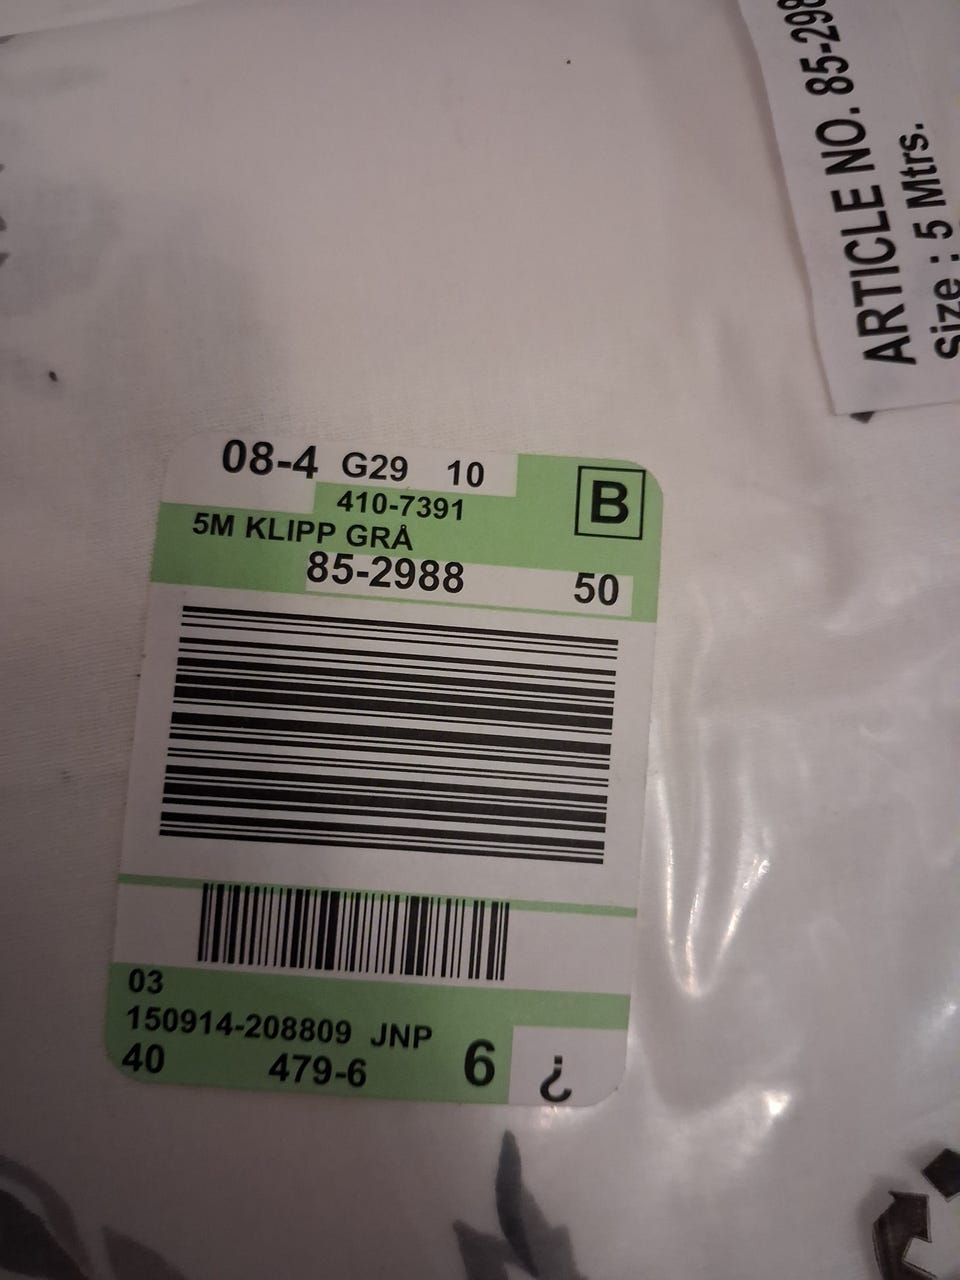 ARTICLE NO. 85-298
Size : 5 Mtrs.
08-4 G29 10
B
410-7391
5M KLIPP GRÅ
85-2988 50
03
150914-208809 JNP
40 479-6 6 ¿